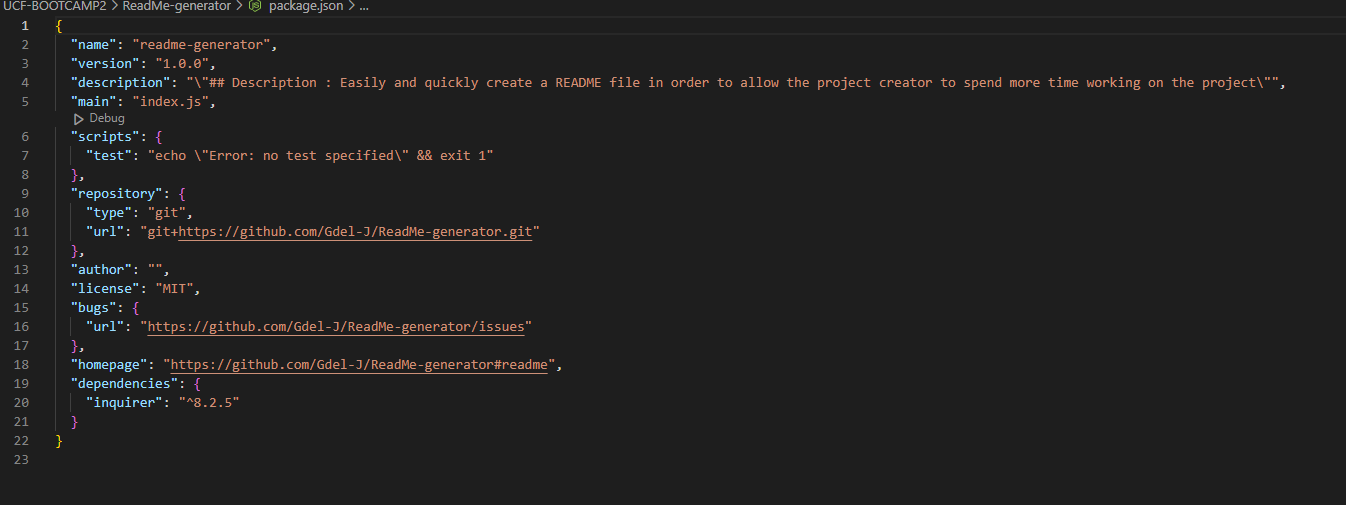 UCF-BOOTCAMP2 > ReadMe-generator > package.json > ...
1 {
2 "name": "readme-generator",
3 "version": "1.0.0",
4 "description": "\"## Description : Easily and quickly create a README file in order to allow the project creator to spend more time working on the project\"",
5 "main": "index.js",
Debug
6 "scripts": {
7 "test": "echo \"Error: no test specified\" && exit 1"
8 },
9 "repository": {
10 "type": "git",
11 "url": "git+https://github.com/Gdel-J/ReadMe-generator.git"
12 },
13 "author": "",
14 "license": "MIT",
15 "bugs": {
16 "url": "https://github.com/Gdel-J/ReadMe-generator/issues"
17 },
18 "homepage": "https://github.com/Gdel-J/ReadMe-generator#readme",
19 "dependencies": {
20 "inquirer": "^8.2.5"
21 }
22 }
23